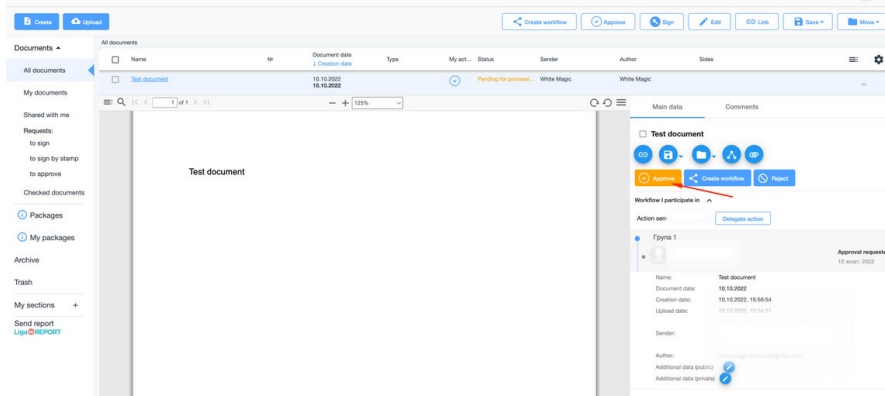 Create Upload Create workflow Approve Sign Edit Link Save Move
Documents
All documents
My documents
Shared with me
Requests:
to sign
to sign by stamp
to approve
Checked documents
Packages
My packages
Archive
Trash
My sections +
Send report
Liga REPORT
All documents
Name № Document date Type My act... Status Sender Author Sides
↓ Creation date
Test document 10.10.2022 Pending for processi... White Magic White Magic
10.10.2022
1 of 1 — + 125%
Test document
Main data Comments
Test document
Approve Create workflow Reject
Workflow I participate in
Action sen: Delegate action
Група 1
Approval requeste
10 жовт. 2022
Name: Test document
Document date: 10.10.2022
Creation date: 10.10.2022, 15:56:54
Upload date:
Sender:
Author:
Additional data (public)
Additional data (private)